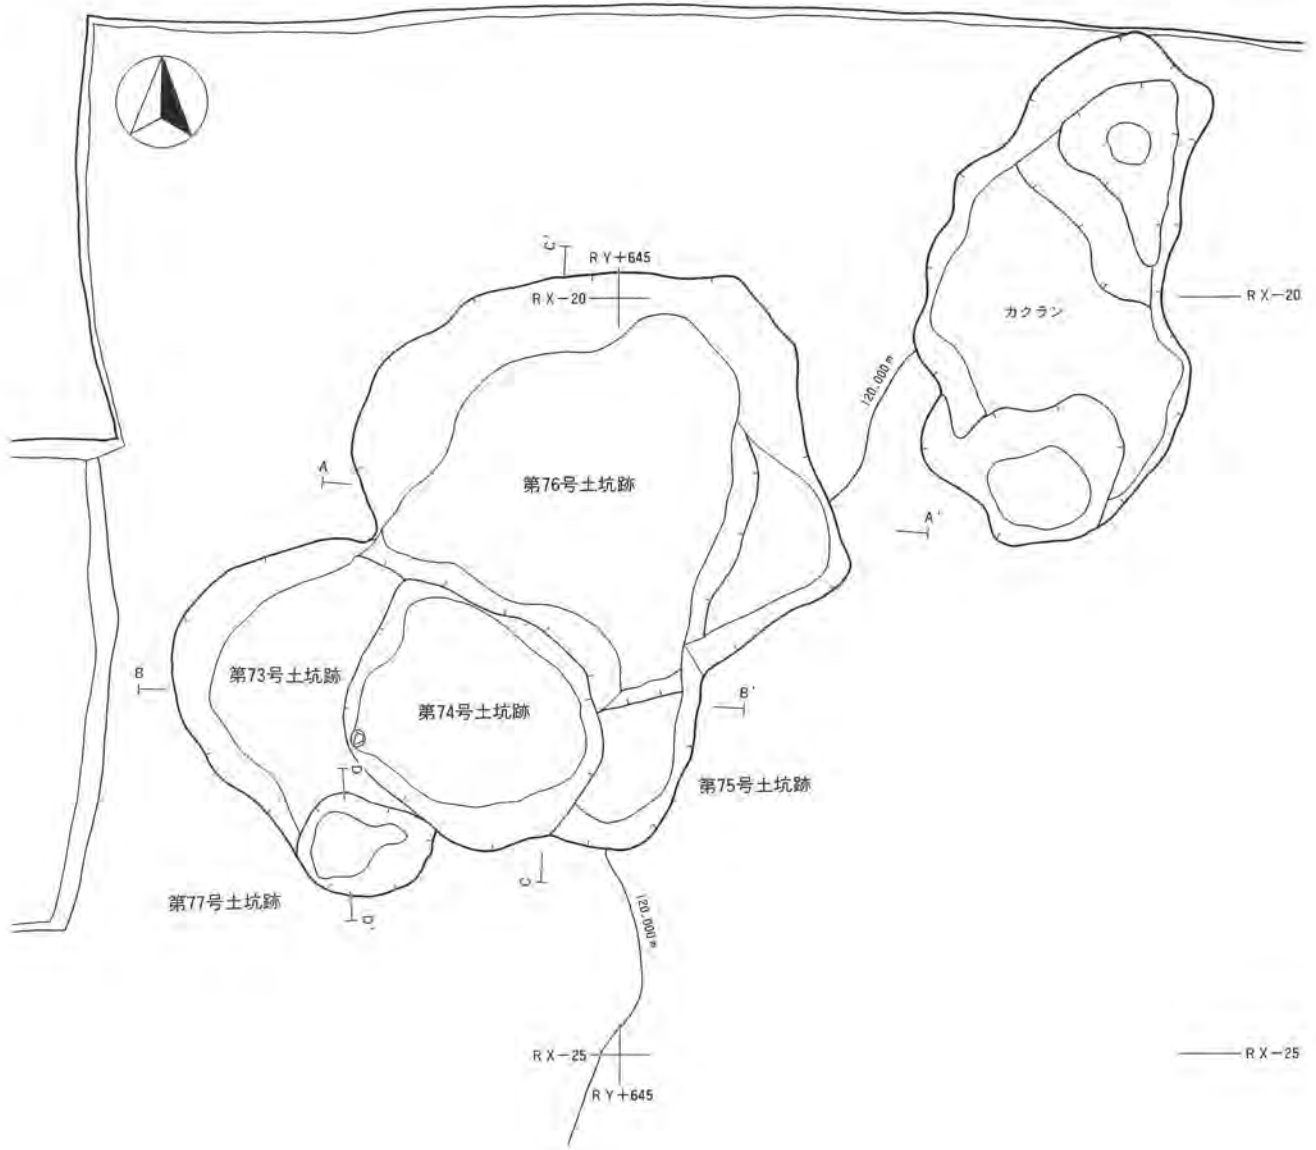 C'
RY+645
RX-20
RX-20
カクラン
120.000m
A
第76号土坑跡
A'
第73号土坑跡
B
B'
第74号土坑跡
D
第75号土坑跡
C
第77号土坑跡
D'
120.000m
RX-25
RX-25
RY+645